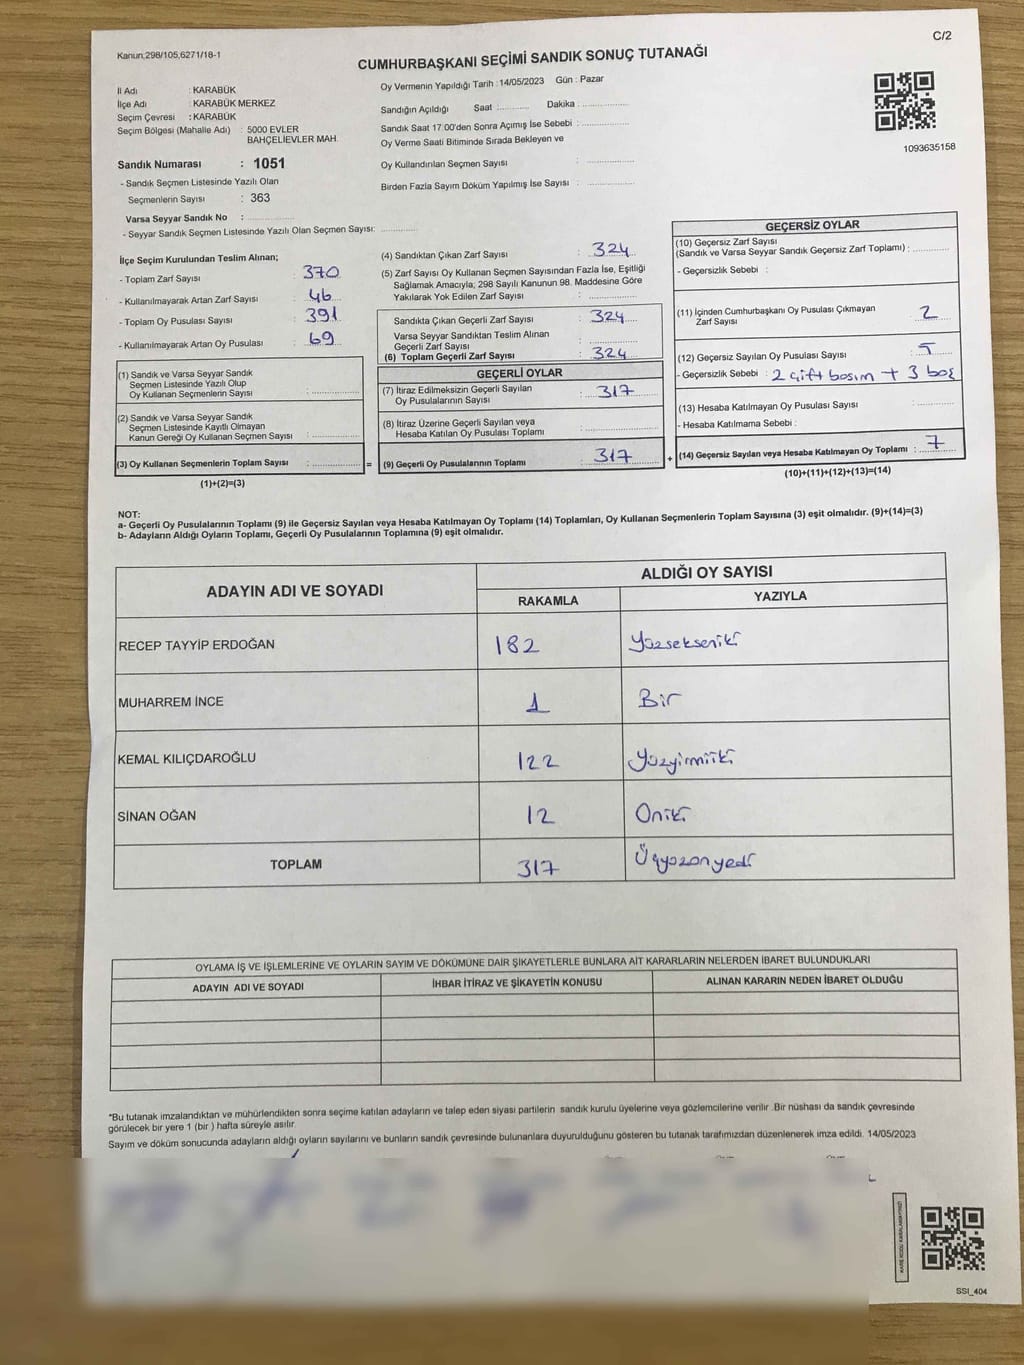 C/2
Kanun;298/105,6271/18-1
CUMHURBAŞKANI SEÇİMİ SANDIK SONUÇ TUTANAĞI
İl Adı : KARABÜK
İlçe Adı : KARABÜK MERKEZ
Seçim Çevresi : KARABÜK
Seçim Bölgesi (Mahalle Adı) : 5000 EVLER
BAHÇELİEVLER MAH.
Sandık Numarası : 1051
- Sandık Seçmen Listesinde Yazılı Olan
Seçmenlerin Sayısı : 363
Varsa Seyyar Sandık No :
- Seyyar Sandık Seçmen Listesinde Yazılı Olan Seçmen Sayısı:
Oy Vermenin Yapıldığı Tarih : 14/05/2023 Gün : Pazar
Sandığın Açıldığı Saat Dakika :
Sandık Saat 17:00'den Sonra Açımış İse Sebebi :
Oy Verme Saati Bitiminde Sırada Bekleyen ve
Oy Kullandırılan Seçmen Sayısı :
Birden Fazla Sayım Döküm Yapılmış İse Sayısı :
1093635158
İlçe Seçim Kurulundan Teslim Alınan;
- Toplam Zarf Sayısı : 370
- Kullanılmayarak Artan Zarf Sayısı : 46
- Toplam Oy Pusulası Sayısı : 391
- Kullanılmayarak Artan Oy Pusulası : 69
(1) Sandık ve Varsa Seyyar Sandık
Seçmen Listesinde Yazılı Olup
Oy Kullanan Seçmenlerin Sayısı :
(2) Sandık ve Varsa Seyyar Sandık
Seçmen Listesinde Kayıtlı Olmayan
Kanun Gereği Oy Kullanan Seçmen Sayısı :
(3) Oy Kullanan Seçmenlerin Toplam Sayısı : =
(1)+(2)=(3)
(4) Sandıktan Çıkan Zarf Sayısı : 324
(5) Zarf Sayısı Oy Kullanan Seçmen Sayısından Fazla İse, Eşitliği
Sağlamak Amacıyla; 298 Sayılı Kanunun 98. Maddesine Göre
Yakılarak Yok Edilen Zarf Sayısı :
Sandıkta Çıkan Geçerli Zarf Sayısı : 324
Varsa Seyyar Sandıktan Teslim Alınan
Geçerli Zarf Sayısı :
(6) Toplam Geçerli Zarf Sayısı : 324
GEÇERLİ OYLAR
(7) İtiraz Edilmeksizin Geçerli Sayılan
Oy Pusulalarının Sayısı : 317
(8) İtiraz Üzerine Geçerli Sayılan veya
Hesaba Katılan Oy Pusulası Toplamı :
(9) Geçerli Oy Pusulalarının Toplamı : 317 +
GEÇERSİZ OYLAR
(10) Geçersiz Zarf Sayısı
(Sandık ve Varsa Seyyar Sandık Geçersiz Zarf Toplamı) :
- Geçersizlik Sebebi :
(11) İçinden Cumhurbaşkanı Oy Pusulası Çıkmayan
Zarf Sayısı : 2
(12) Geçersiz Sayılan Oy Pusulası Sayısı : 5
- Geçersizlik Sebebi : 2 çift basım + 3 boş
(13) Hesaba Katılmayan Oy Pusulası Sayısı :
- Hesaba Katılmama Sebebi :
(14) Geçersiz Sayılan veya Hesaba Katılmayan Oy Toplamı : 7
(10)+(11)+(12)+(13)=(14)
NOT:
a- Geçerli Oy Pusulalarının Toplamı (9) ile Geçersiz Sayılan veya Hesaba Katılmayan Oy Toplamı (14) Toplamları, Oy Kullanan Seçmenlerin Toplam Sayısına (3) eşit olmalıdır. (9)+(14)=(3)
b- Adayların Aldığı Oyların Toplamı, Geçerli Oy Pusulalarının Toplamına (9) eşit olmalıdır.
ADAYIN ADI VE SOYADI ALDIĞI OY SAYISI
RAKAMLA YAZIYLA
RECEP TAYYİP ERDOĞAN 182 Yüzsekseniki
MUHARREM İNCE 1 Bir
KEMAL KILIÇDAROĞLU 122 Yüzyirmiiki
SİNAN OĞAN 12 Oniki
TOPLAM 317 Üçyüzonyedi
OYLAMA İŞ VE İŞLEMLERİNE VE OYLARIN SAYIM VE DÖKÜMÜNE DAİR ŞİKAYETLERLE BUNLARA AİT KARARLARIN NELERDEN İBARET BULUNDUKLARI
ADAYIN ADI VE SOYADI İHBAR İTİRAZ VE ŞİKAYETİN KONUSU ALINAN KARARIN NEDEN İBARET OLDUĞU
*Bu tutanak imzalandıktan ve mühürlendikten sonra seçime katılan adayların ve talep eden siyasi partilerin sandık kurulu üyelerine veya gözlemcilerine verilir .Bir nüshası da sandık çevresinde
görülecek bir yere 1 (bir ) hafta süreyle asılır.
Sayım ve döküm sonucunda adayların aldığı oyların sayılarını ve bunların sandık çevresinde bulunanlara duyurulduğunu gösteren bu tutanak tarafımızdan düzenlenerek imza edildi. 14/05/2023
SSI_404